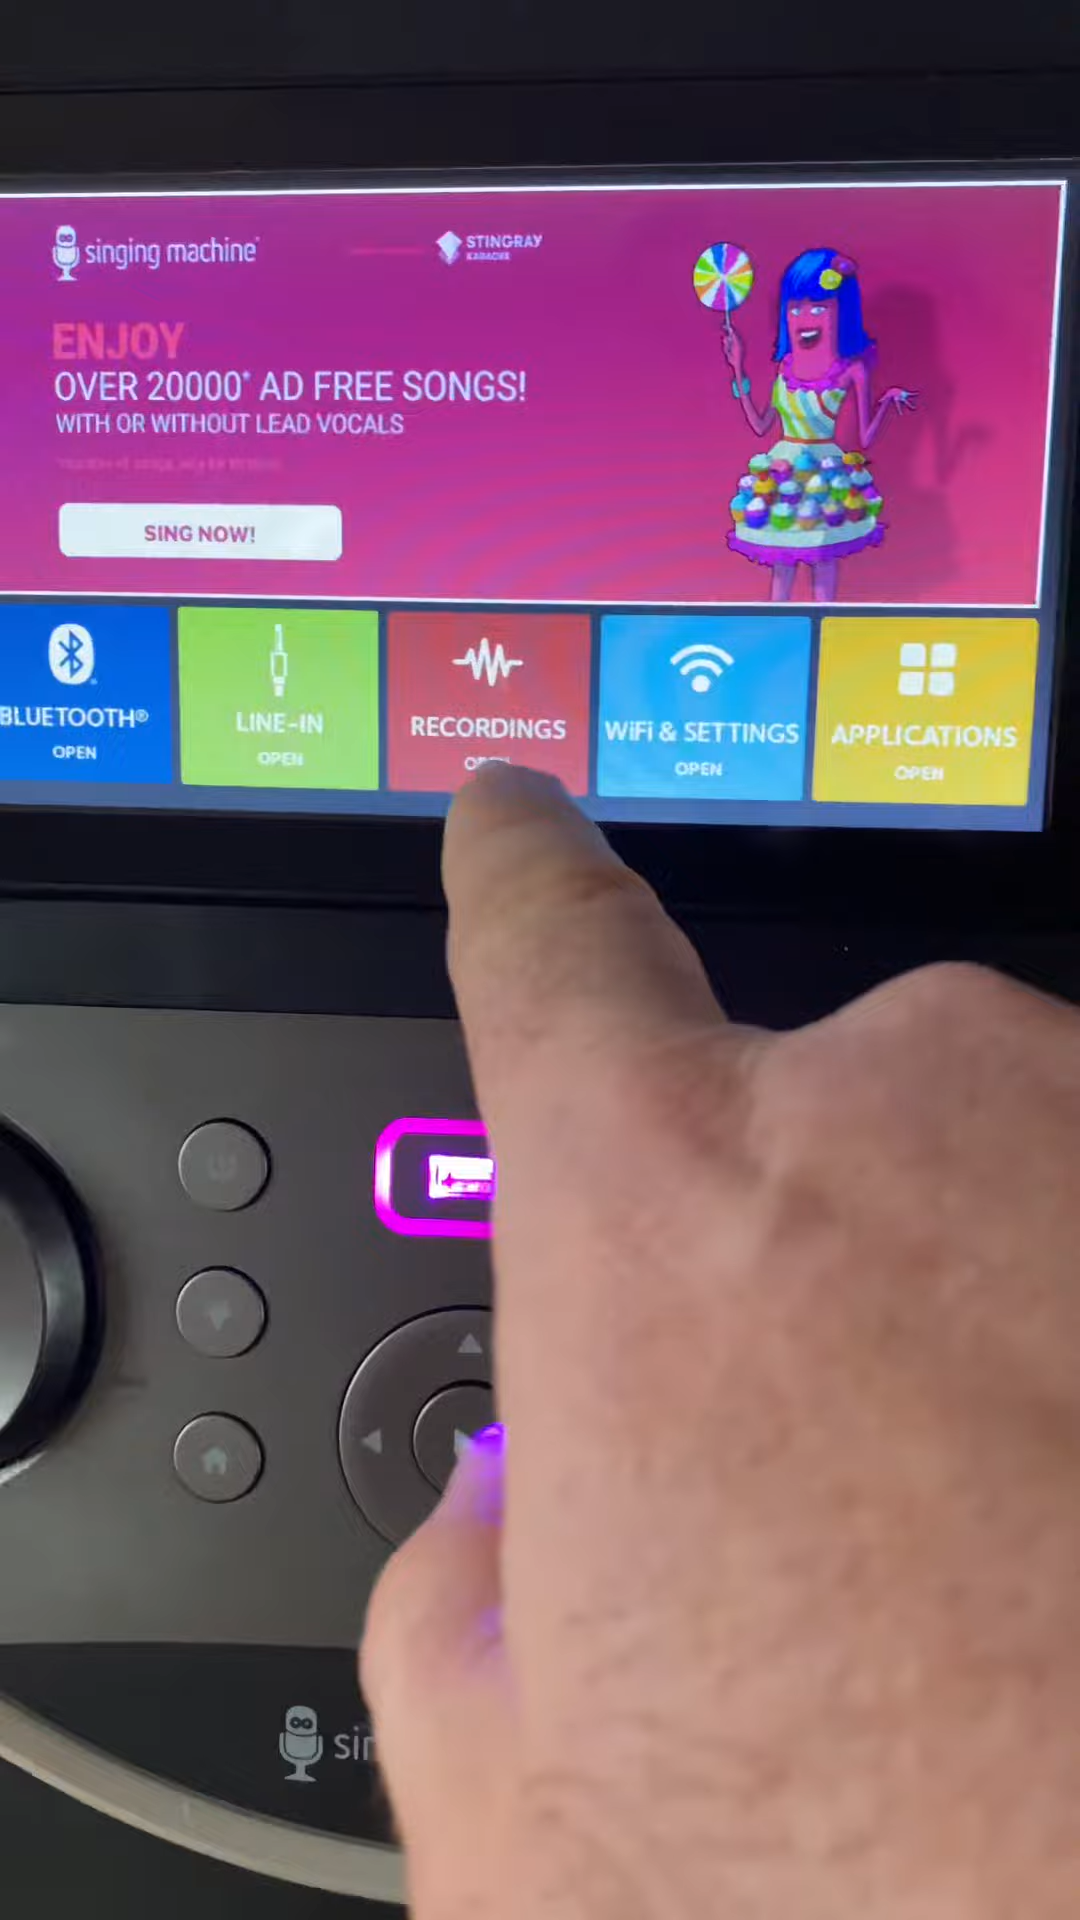 singing machine®
STINGRAY
KARAOKE
ENJOY
OVER 20000* AD FREE SONGS!
WITH OR WITHOUT LEAD VOCALS
SING NOW!
BLUETOOTH®
OPEN
LINE-IN
OPEN
RECORDINGS
OPEN
WiFi & SETTINGS
OPEN
APPLICATIONS
OPEN
sin